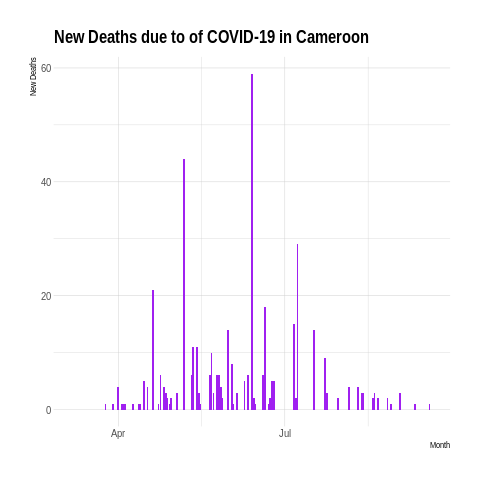 New Deaths due to of COVID-19 in Cameroon
New Deaths
60
40
20
0
Apr
Jul
Month